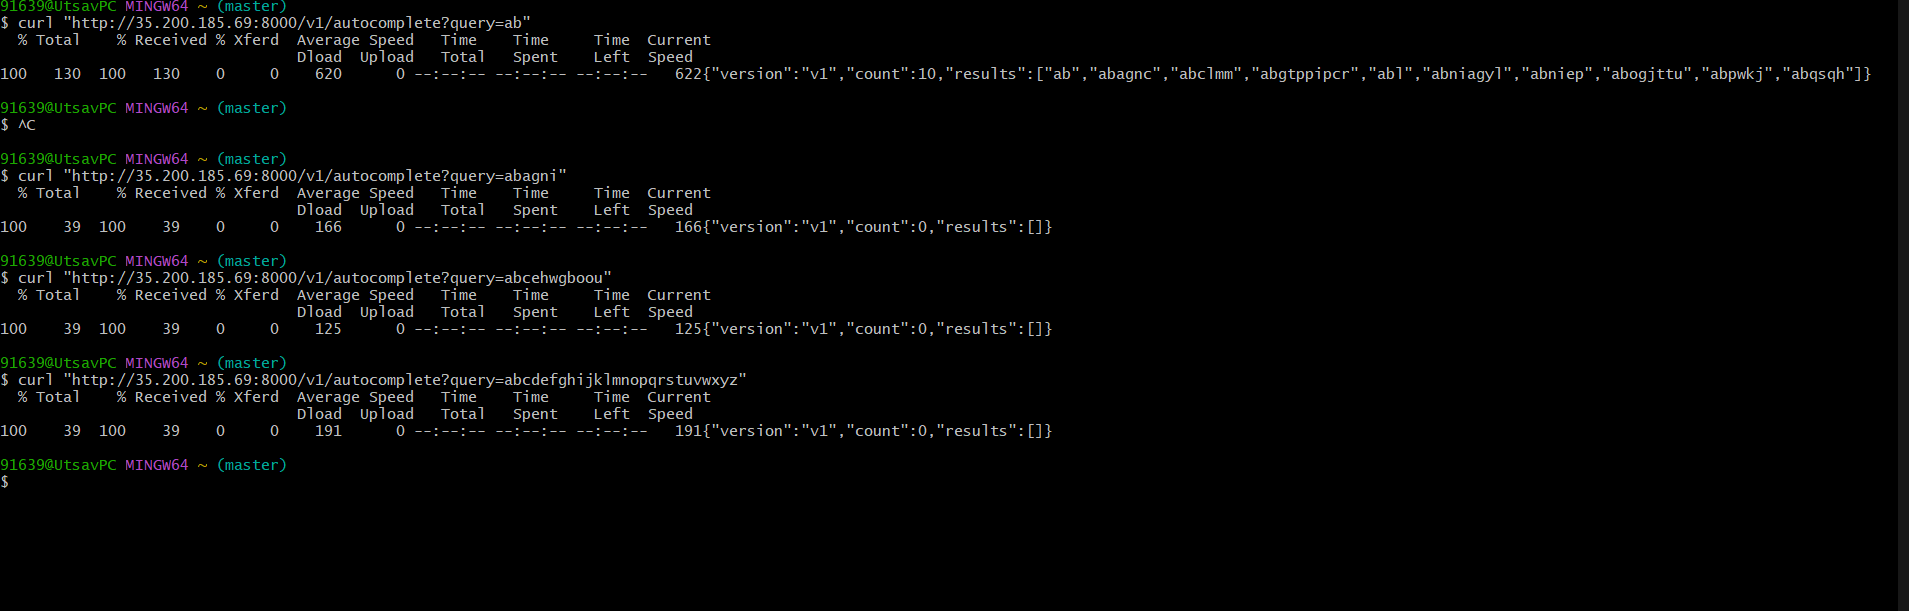 91639@UtsavPC MINGW64 ~ (master)
$ curl "http://35.200.185.69:8000/v1/autocomplete?query=ab"
  % Total    % Received % Xferd  Average Speed   Time    Time     Time  Current
                                 Dload  Upload   Total   Spent    Left  Speed
100   130  100   130    0     0    620      0 --:--:-- --:--:-- --:--:--   622{"version":"v1","count":10,"results":["ab","abagnc","abclmm","abgtppipcr","abl","abniagyl","abniep","abogjttu","abpwkj","abqsqh"]}
91639@UtsavPC MINGW64 ~ (master)
$ ^C
91639@UtsavPC MINGW64 ~ (master)
$ curl "http://35.200.185.69:8000/v1/autocomplete?query=abagni"
  % Total    % Received % Xferd  Average Speed   Time    Time     Time  Current
                                 Dload  Upload   Total   Spent    Left  Speed
100    39  100    39    0     0    166      0 --:--:-- --:--:-- --:--:--   166{"version":"v1","count":0,"results":[]}
91639@UtsavPC MINGW64 ~ (master)
$ curl "http://35.200.185.69:8000/v1/autocomplete?query=abcehwgboou"
  % Total    % Received % Xferd  Average Speed   Time    Time     Time  Current
                                 Dload  Upload   Total   Spent    Left  Speed
100    39  100    39    0     0    125      0 --:--:-- --:--:-- --:--:--   125{"version":"v1","count":0,"results":[]}
91639@UtsavPC MINGW64 ~ (master)
$ curl "http://35.200.185.69:8000/v1/autocomplete?query=abcdefghijklmnopqrstuvwxyz"
  % Total    % Received % Xferd  Average Speed   Time    Time     Time  Current
                                 Dload  Upload   Total   Spent    Left  Speed
100    39  100    39    0     0    191      0 --:--:-- --:--:-- --:--:--   191{"version":"v1","count":0,"results":[]}
91639@UtsavPC MINGW64 ~ (master)
$